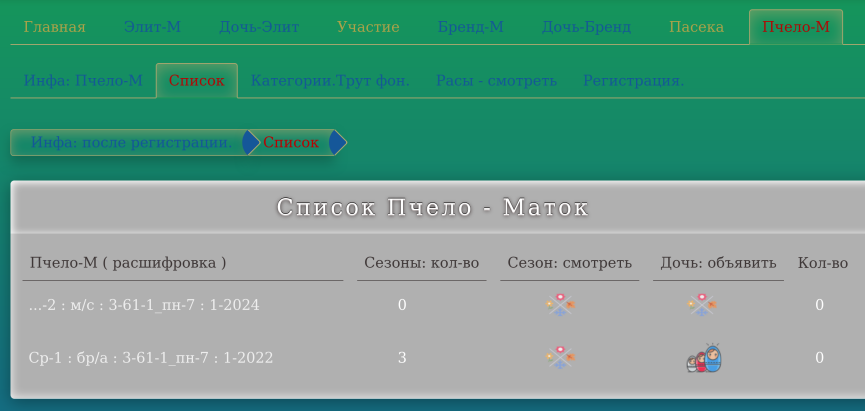 Главная Элит-М Дочь-Элит Участие Бренд-М Дочь-Бренд Пасека Пчело-М
Инфа: Пчело-М Список Категории.Трут фон. Расы - смотреть Регистрация.
Инфа: после регистрации. Список
Список Пчело - Маток
Пчело-М ( расшифровка ) Сезоны: кол-во Сезон: смотреть Дочь: объявить Кол-во
...-2 : м/с : 3-61-1_пн-7 : 1-2024 0 0
Ср-1 : бр/а : 3-61-1_пн-7 : 1-2022 3 0